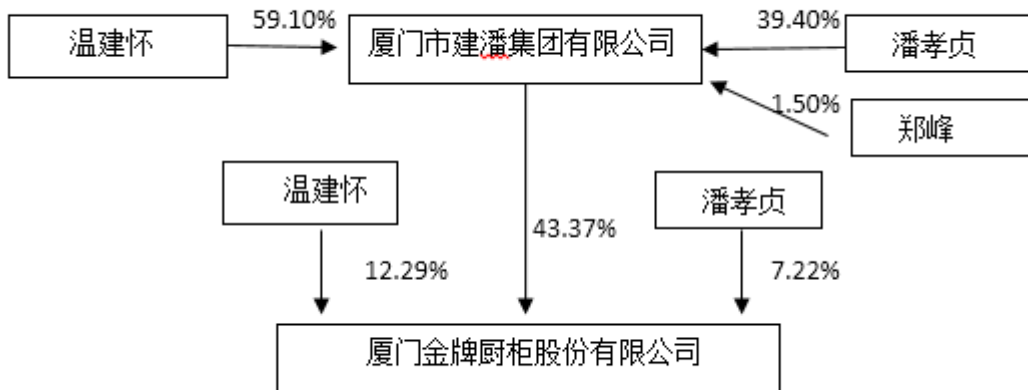 温建怀
59.10%
厦门市建潘集团有限公司
39.40%
潘孝贞
1.50%
郑峰
温建怀
潘孝贞
43.37%
12.29%
7.22%
厦门金牌厨柜股份有限公司